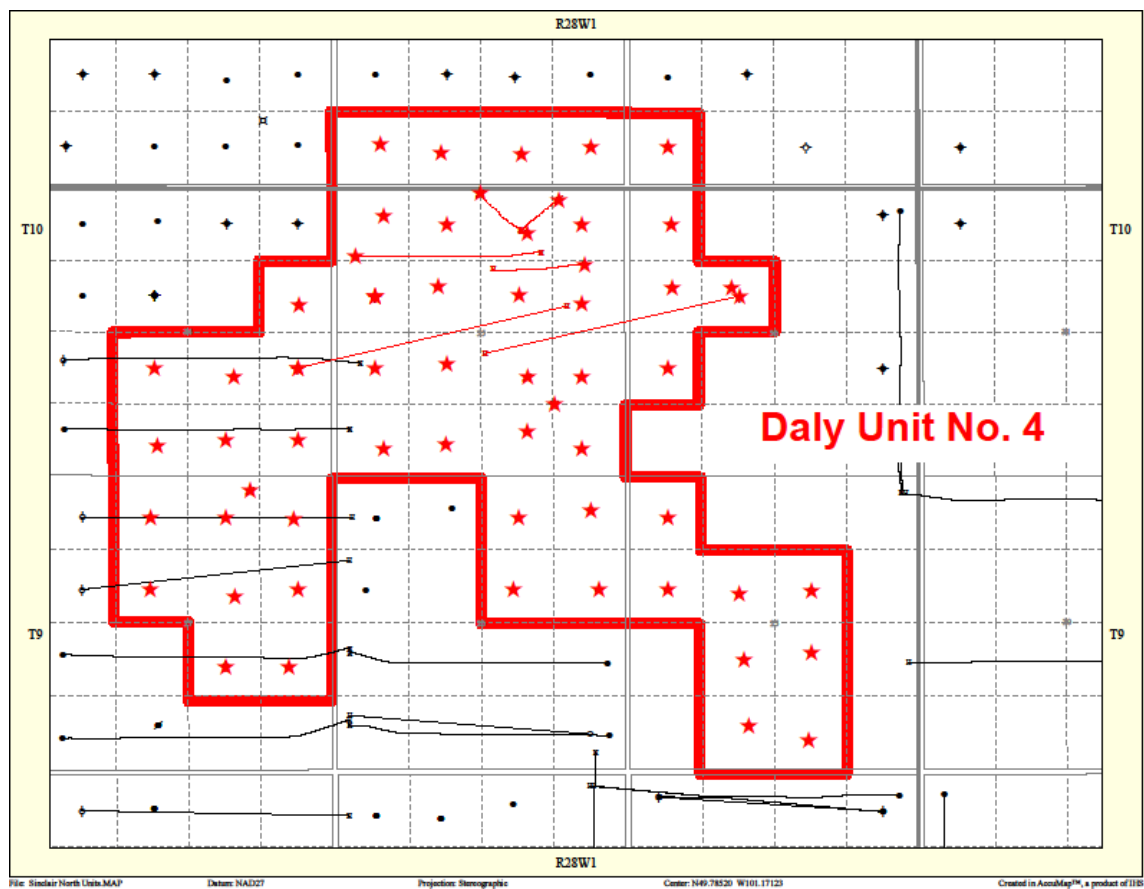 R28W1
T10 T10
Daly Unit No. 4
T9 T9
R28W1
File: Sinclair North Units.MAP Datum: NAD27 Projection: Stereographic Center: N49.78520 W101.17123 Created in AccuMap™, a product of IHS